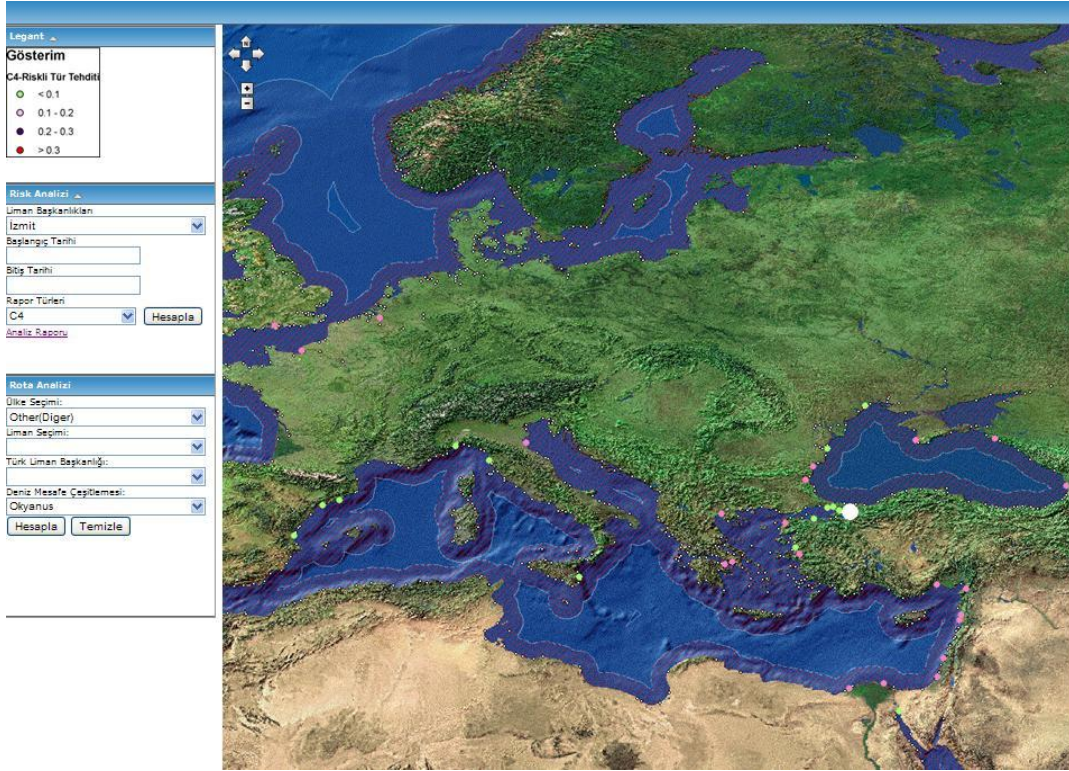 Legant
Gösterim
C4-Riskli Tür Tehditi
< 0.1
0.1 - 0.2
0.2 - 0.3
> 0.3
Risk Analizi
Liman Başkanlıkları
İzmit
Başlangıç Tarihi
Bitiş Tarihi
Rapor Türleri
C4
Hesapla
Analiz Raporu
Rota Analizi
Ülke Seçimi:
Other(Diger)
Liman Seçimi:
Türk Liman Başkanlığı:
Deniz Mesafe Çeşitlemesi:
Okyanus
Hesapla Temizle
N